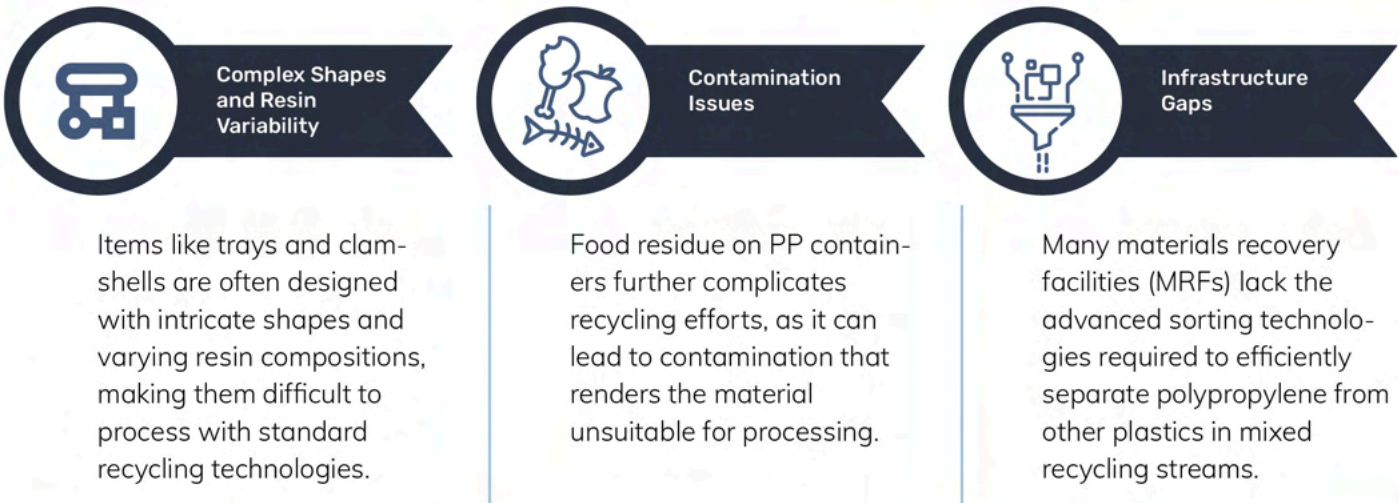 Complex Shapes
and Resin
Variability
Items like trays and clam-
shells are often designed
with intricate shapes and
varying resin compositions,
making them difficult to
process with standard
recycling technologies.
Contamination
Issues
Food residue on PP contain-
ers further complicates
recycling efforts, as it can
lead to contamination that
renders the material
unsuitable for processing.
Infrastructure
Gaps
Many materials recovery
facilities (MRFs) lack the
advanced sorting technolo-
gies required to efficiently
separate polypropylene from
other plastics in mixed
recycling streams.